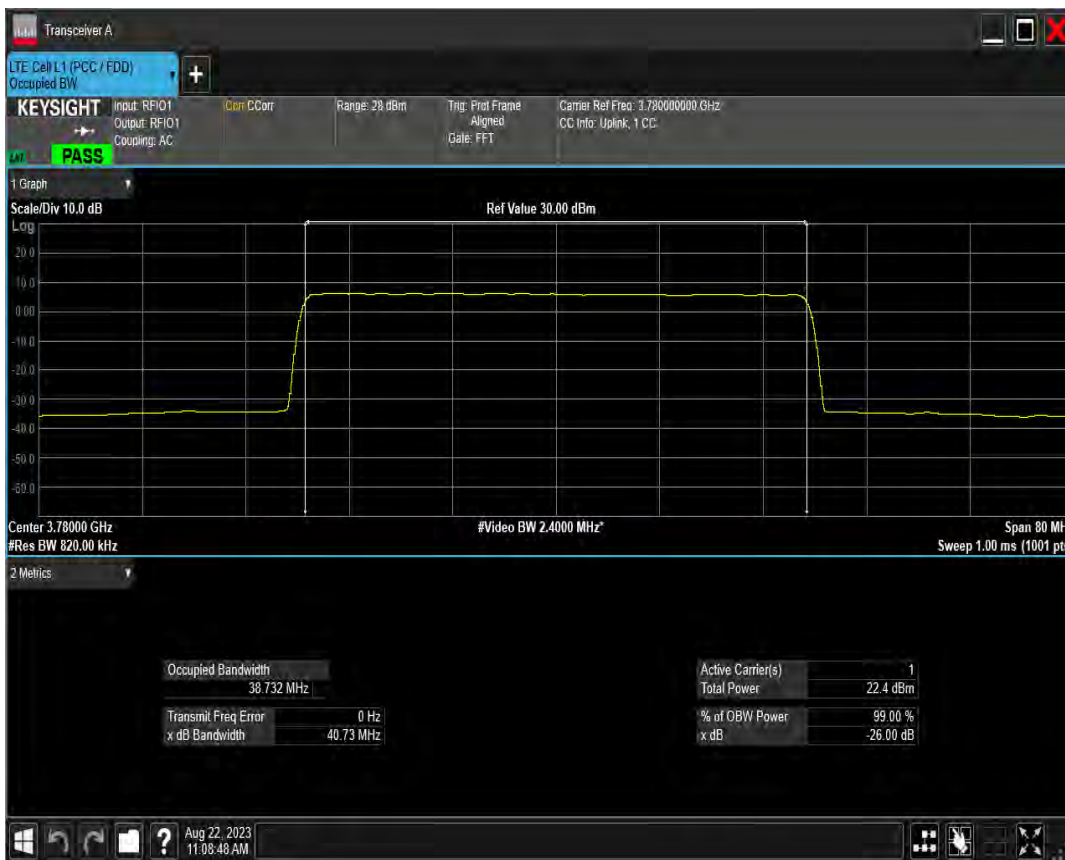 Transceiver A
LTE Cell L1 (PCC / FDD)
Occupied BW
+
KEYSIGHT
Input: RFIO1
Output: RFIO1
Coupling: AC
Corr CCorr
Range: 28 dBm
Trig: Prot Frame
Aligned
Gate: FFT
Carrier Ref Freq: 3.780000000 GHz
CC Info: Uplink, 1 CC
PASS
1 Graph
Scale/Div 10.0 dB
Ref Value 30.00 dBm
Log
20.0
10.0
0.00
-10.0
-20.0
-30.0
-40.0
-50.0
-60.0
Center 3.78000 GHz
#Video BW 2.4000 MHz*
Span 80 MH
#Res BW 820.00 kHz
Sweep 1.00 ms (1001 pt
2 Metrics
Occupied Bandwidth
38.732 MHz
Transmit Freq Error 0 Hz
x dB Bandwidth 40.73 MHz
Active Carrier(s) 1
Total Power 22.4 dBm
% of OBW Power 99.00 %
x dB -26.00 dB
?
Aug 22, 2023
11:08:48 AM